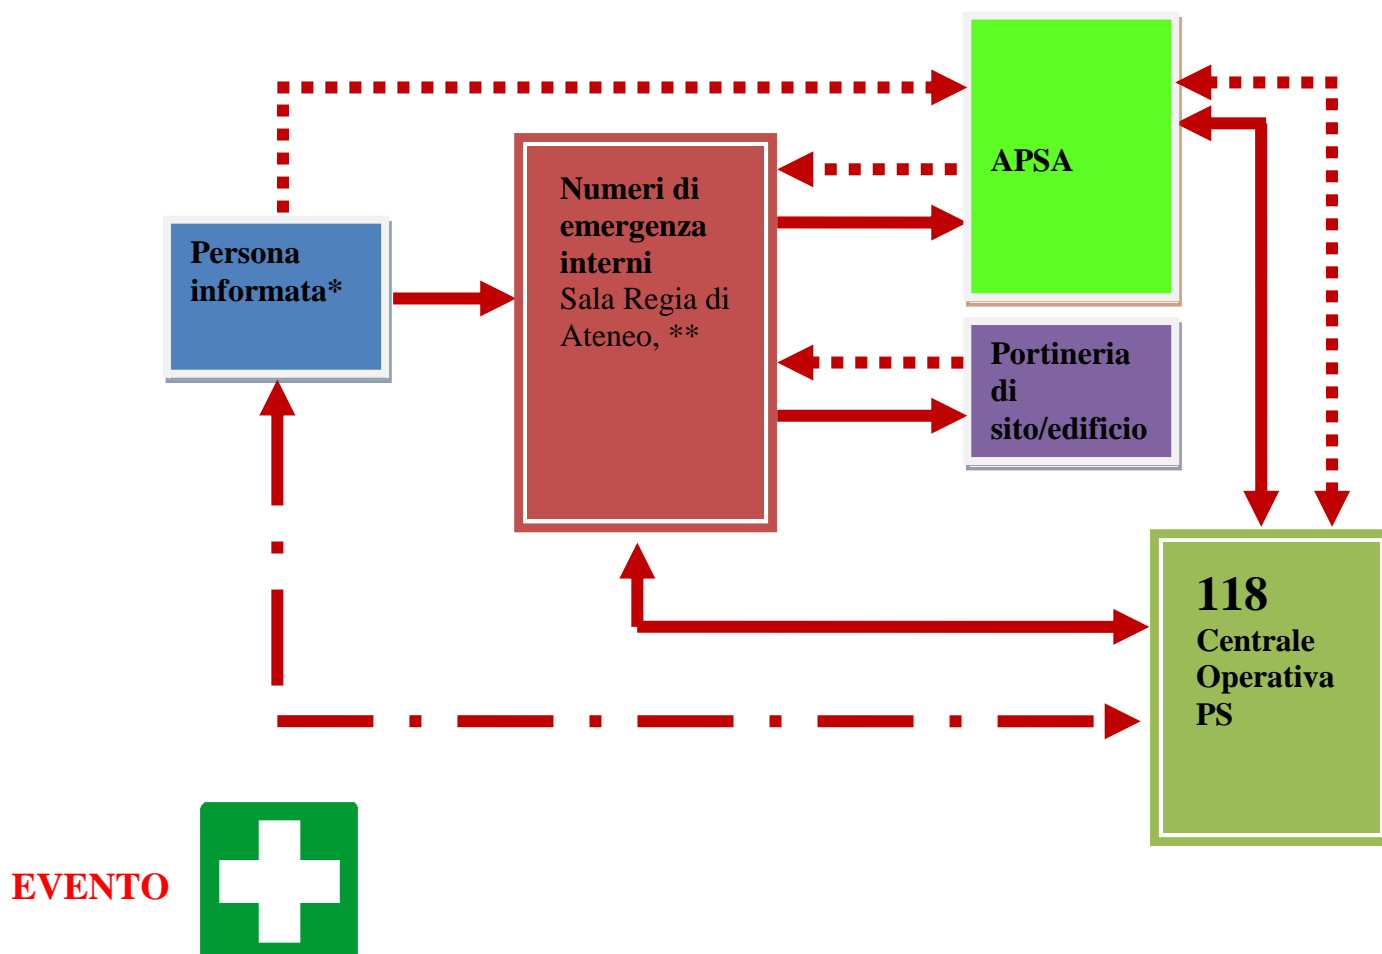 APSA
Numeri di
emergenza
interni
Sala Regia di
Ateneo, **
Persona
informata*
Portineria
di
sito/edificio
118
Centrale
Operativa
PS
EVENTO